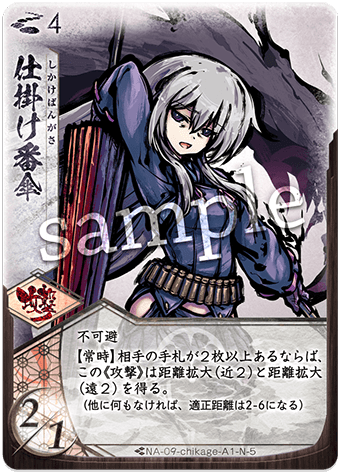 4
しかけばんがさ
仕掛け番傘
sample
攻撃
不可避
【常時】相手の手札が2枚以上あるならば、
この《攻撃》は距離拡大(近2)と距離拡大
(遠2)を得る。
(他に何もなければ、適正距離は2-6になる)
2/1
NA-09-chikage-A1-N-5